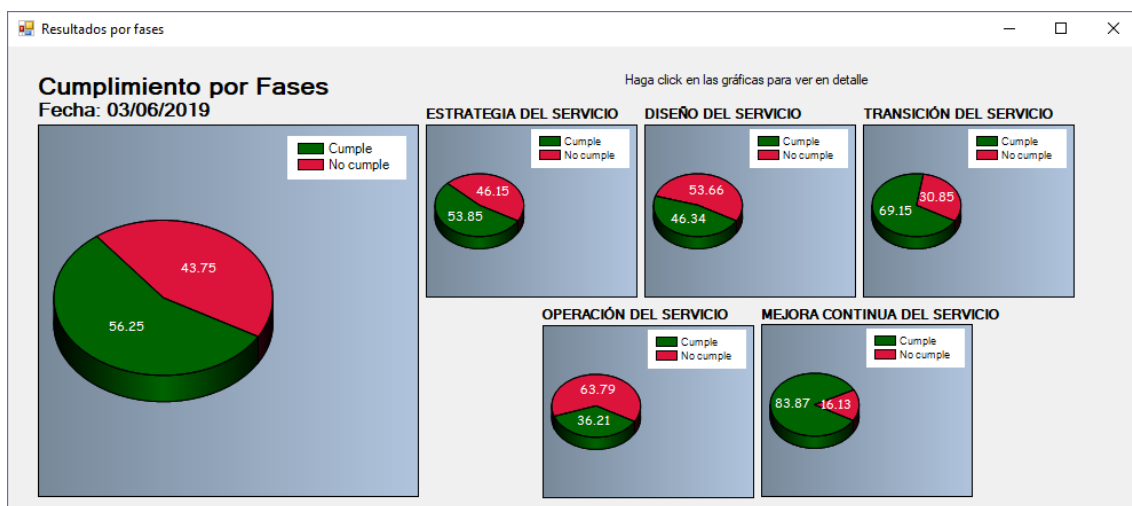 Resultados por fases
Cumplimiento por Fases
Fecha: 03/06/2019
Haga click en las gráficas para ver en detalle
Cumple
No cumple
43.75
56.25
ESTRATEGIA DEL SERVICIO
Cumple
No cumple
46.15
53.85
DISEÑO DEL SERVICIO
Cumple
No cumple
53.66
46.34
TRANSICIÓN DEL SERVICIO
Cumple
No cumple
30.85
69.15
OPERACIÓN DEL SERVICIO
Cumple
No cumple
63.79
36.21
MEJORA CONTINUA DEL SERVICIO
Cumple
No cumple
83.87
16.13